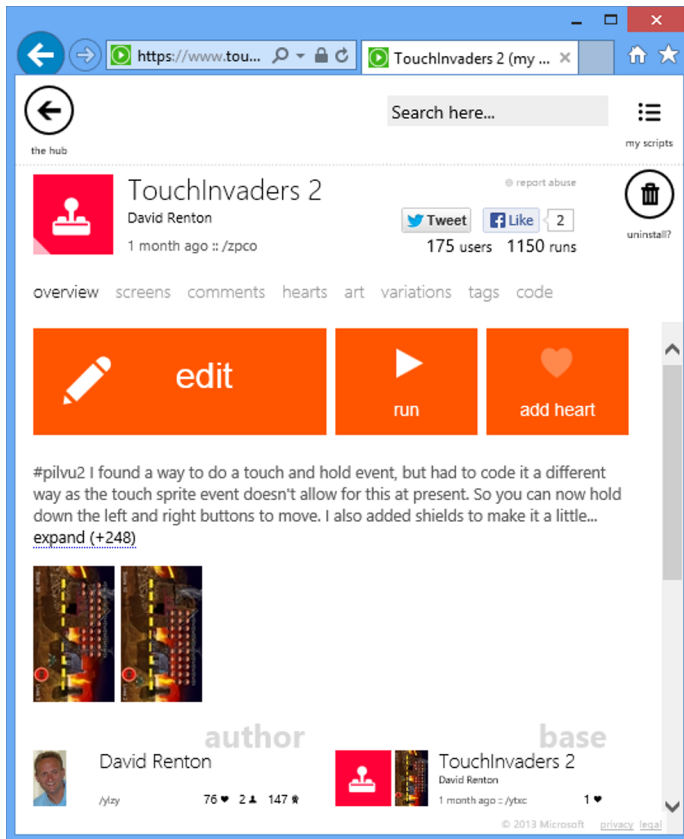 https://www.tou...
TouchInvaders 2 (my ...
Search here...
the hub
my scripts
TouchInvaders 2
report abuse
David Renton
Tweet
Like
2
1 month ago :: /zpco
175 users 1150 runs
uninstall?
overview screens comments hearts art variations tags code
edit
run
add heart
#pilvu2 I found a way to do a touch and hold event, but had to code it a different
way as the touch sprite event doesn't allow for this at present. So you can now hold
down the left and right buttons to move. I also added shields to make it a little...
expand (+248)
author
base
David Renton
TouchInvaders 2
David Renton
/ylzy
76 ♥ 2 147
1 month ago :: /ytxc
1 ♥
© 2013 Microsoft privacy legal